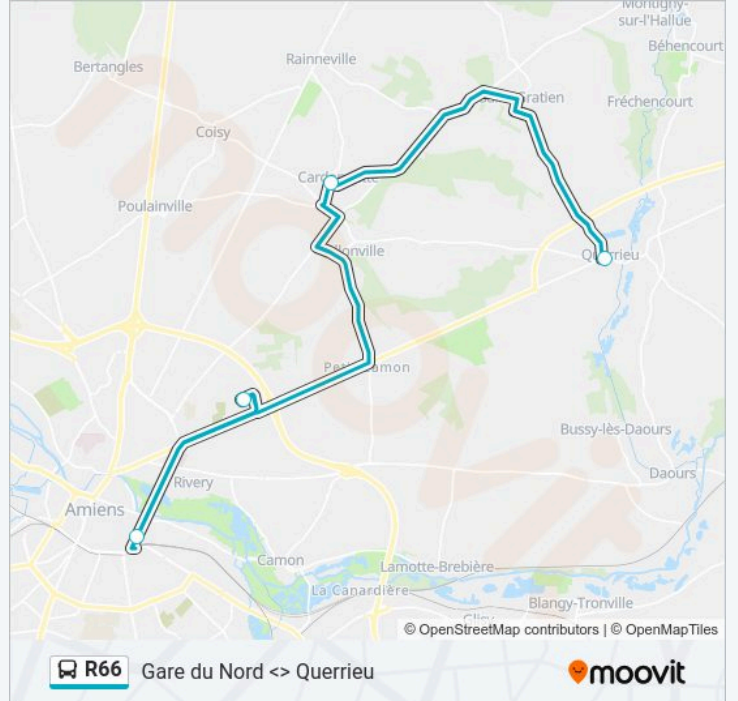 Montigny-
sur-l'Hallue
Béhencourt
Rainneville
Bertangles
Gratien
Fréchencourt
Coisy
Poulainville
Querrieu
Petit-Camon
Bussy-lès-Daours
Daours
Rivery
Amiens
Camon
Lamotte-Brebière
La Canardière
Blangy-Tronville
© OpenStreetMap contributors | © OpenMapTiles
R66 Gare du Nord <> Querrieu
moovit